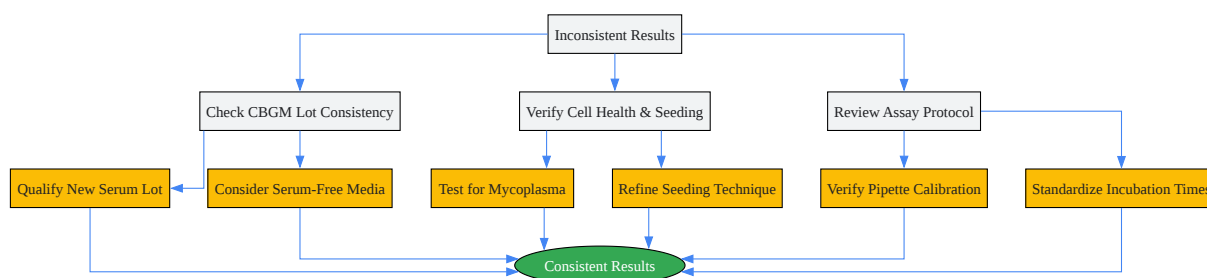 Inconsistent Results
Check CBGM Lot Consistency
Verify Cell Health & Seeding
Review Assay Protocol
Qualify New Serum Lot
Consider Serum-Free Media
Test for Mycoplasma
Refine Seeding Technique
Verify Pipette Calibration
Standardize Incubation Times
Consistent Results